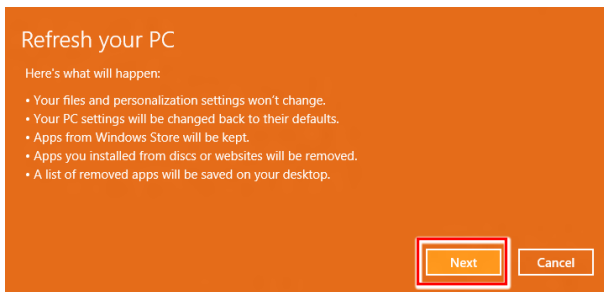 Refresh your PC
Here's what will happen:
• Your files and personalization settings won't change.
• Your PC settings will be changed back to their defaults.
• Apps from Windows Store will be kept.
• Apps you installed from discs or websites will be removed.
• A list of removed apps will be saved on your desktop.
Next Cancel